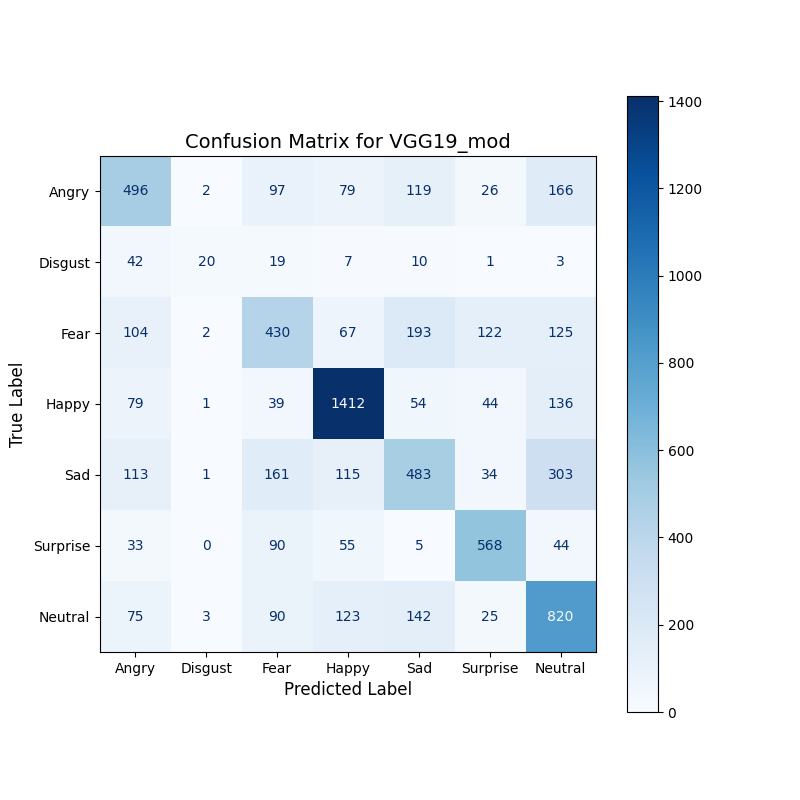 Confusion Matrix for VGG19_mod
Angry 496 2 97 79 119 26 166
Disgust 42 20 19 7 10 1 3
Fear 104 2 430 67 193 122 125
Happy 79 1 39 1412 54 44 136
Sad 113 1 161 115 483 34 303
Surprise 33 0 90 55 5 568 44
Neutral 75 3 90 123 142 25 820
Angry Disgust Fear Happy Sad Surprise Neutral
Predicted Label
True Label
1400
1200
1000
800
600
400
200
0